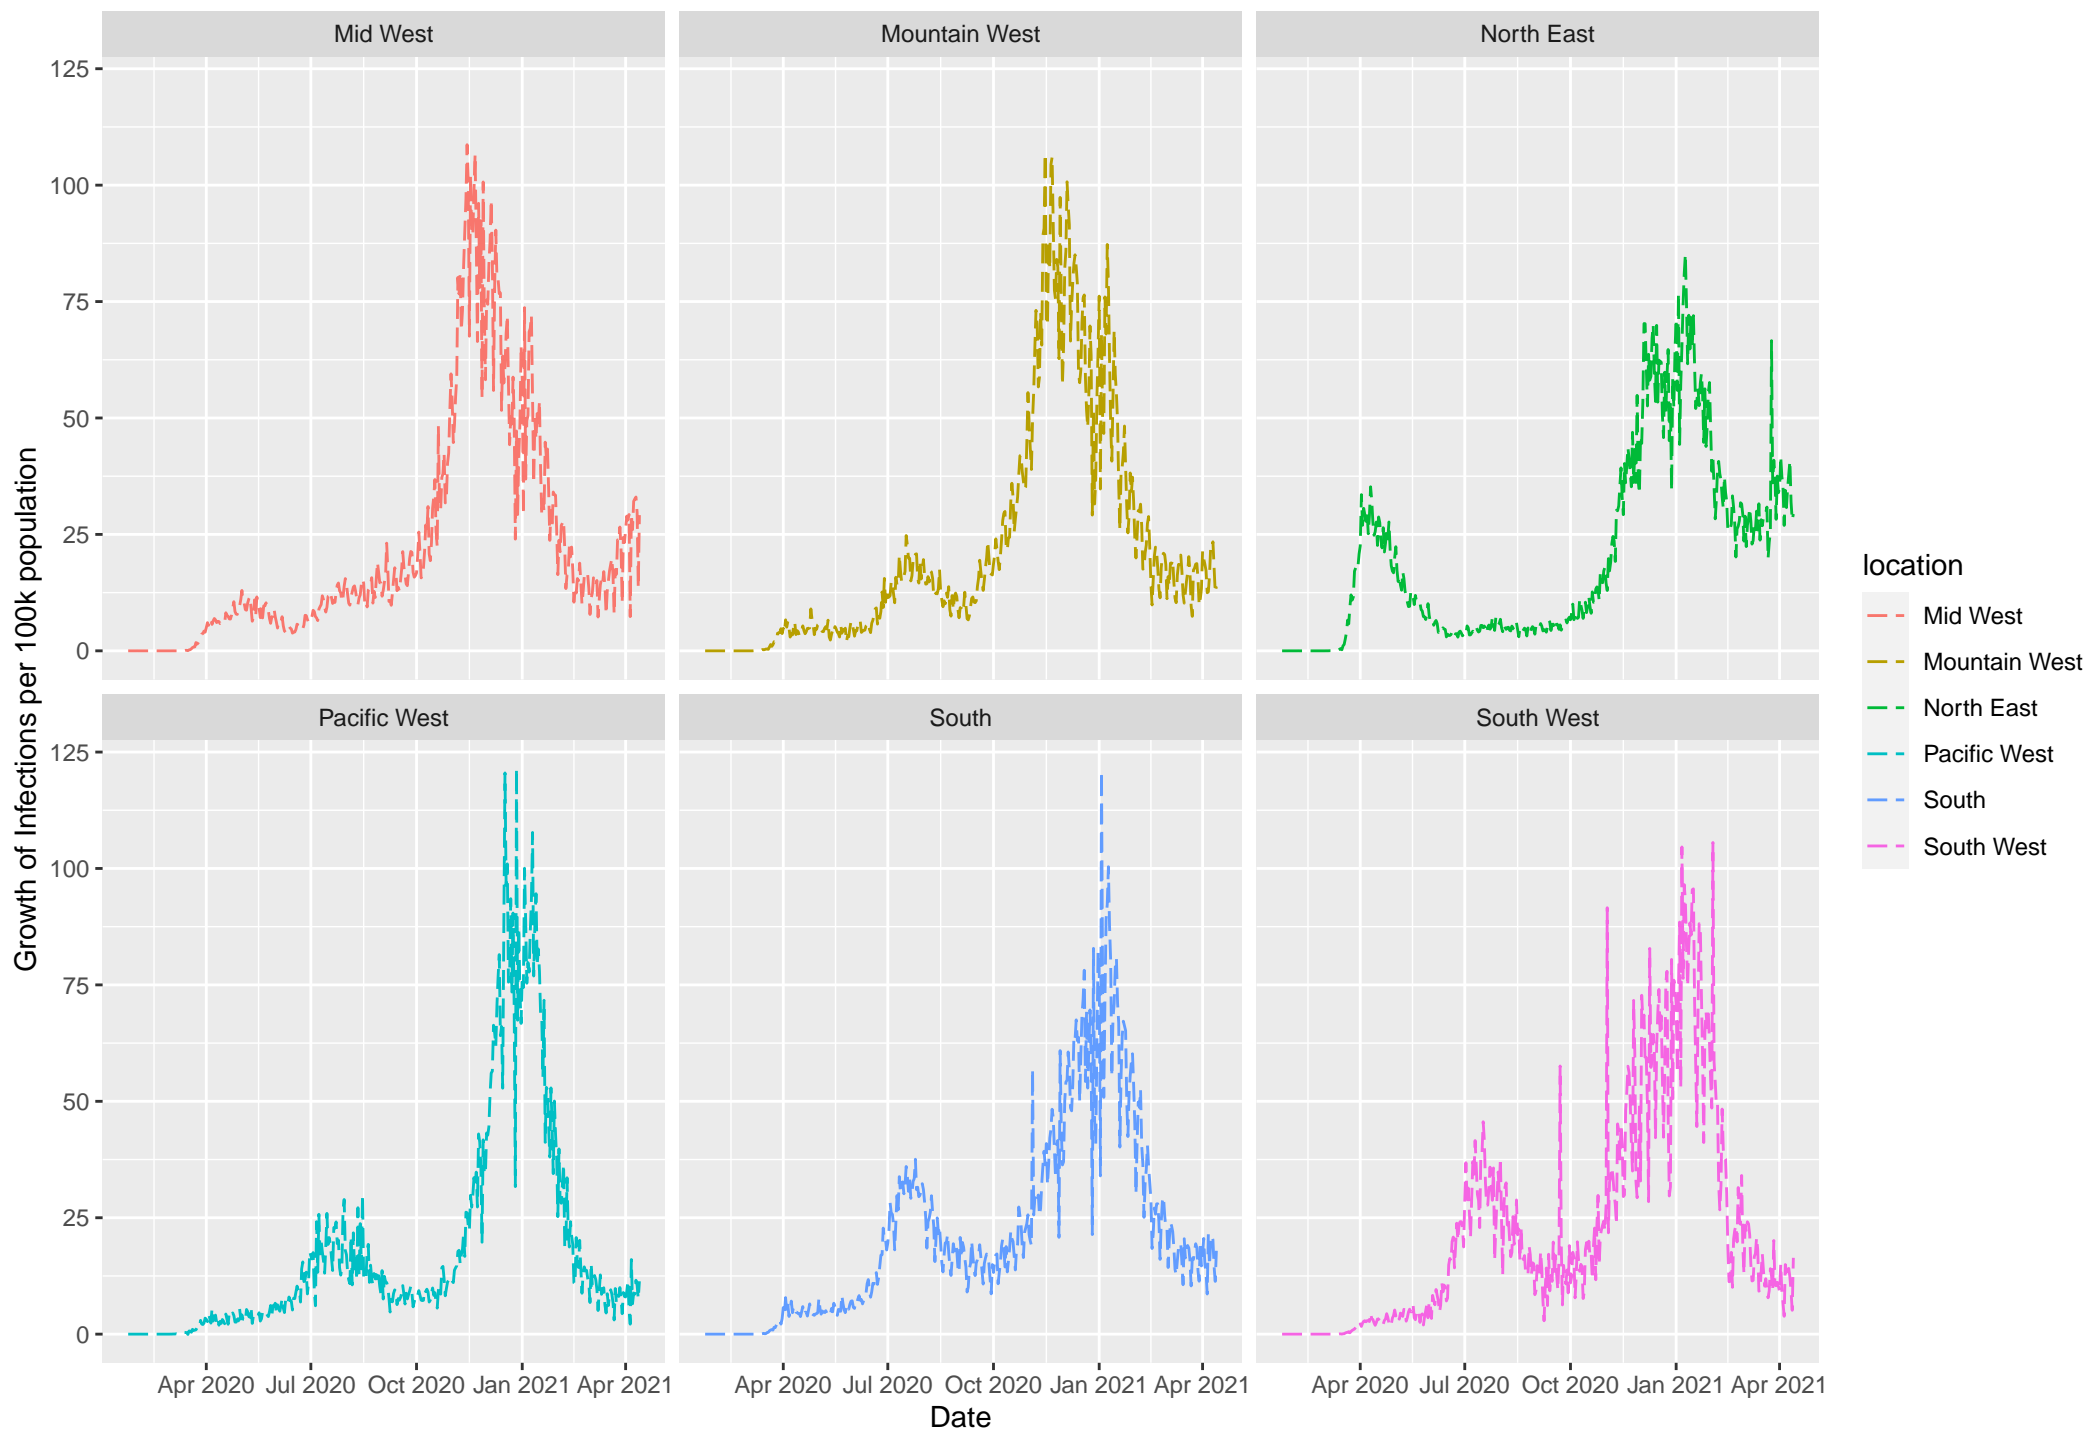 Mid West
Mountain West
North East
125
100
75
50
25
0
Pacific West
South
South West
125
100
75
50
25
0
Apr 2020 Jul 2020 Oct 2020 Jan 2021 Apr 2021
Apr 2020 Jul 2020 Oct 2020 Jan 2021 Apr 2021
Apr 2020 Jul 2020 Oct 2020 Jan 2021 Apr 2021
Date
Growth of Infections per 100k population
location
Mid West
Mountain West
North East
Pacific West
South
South West